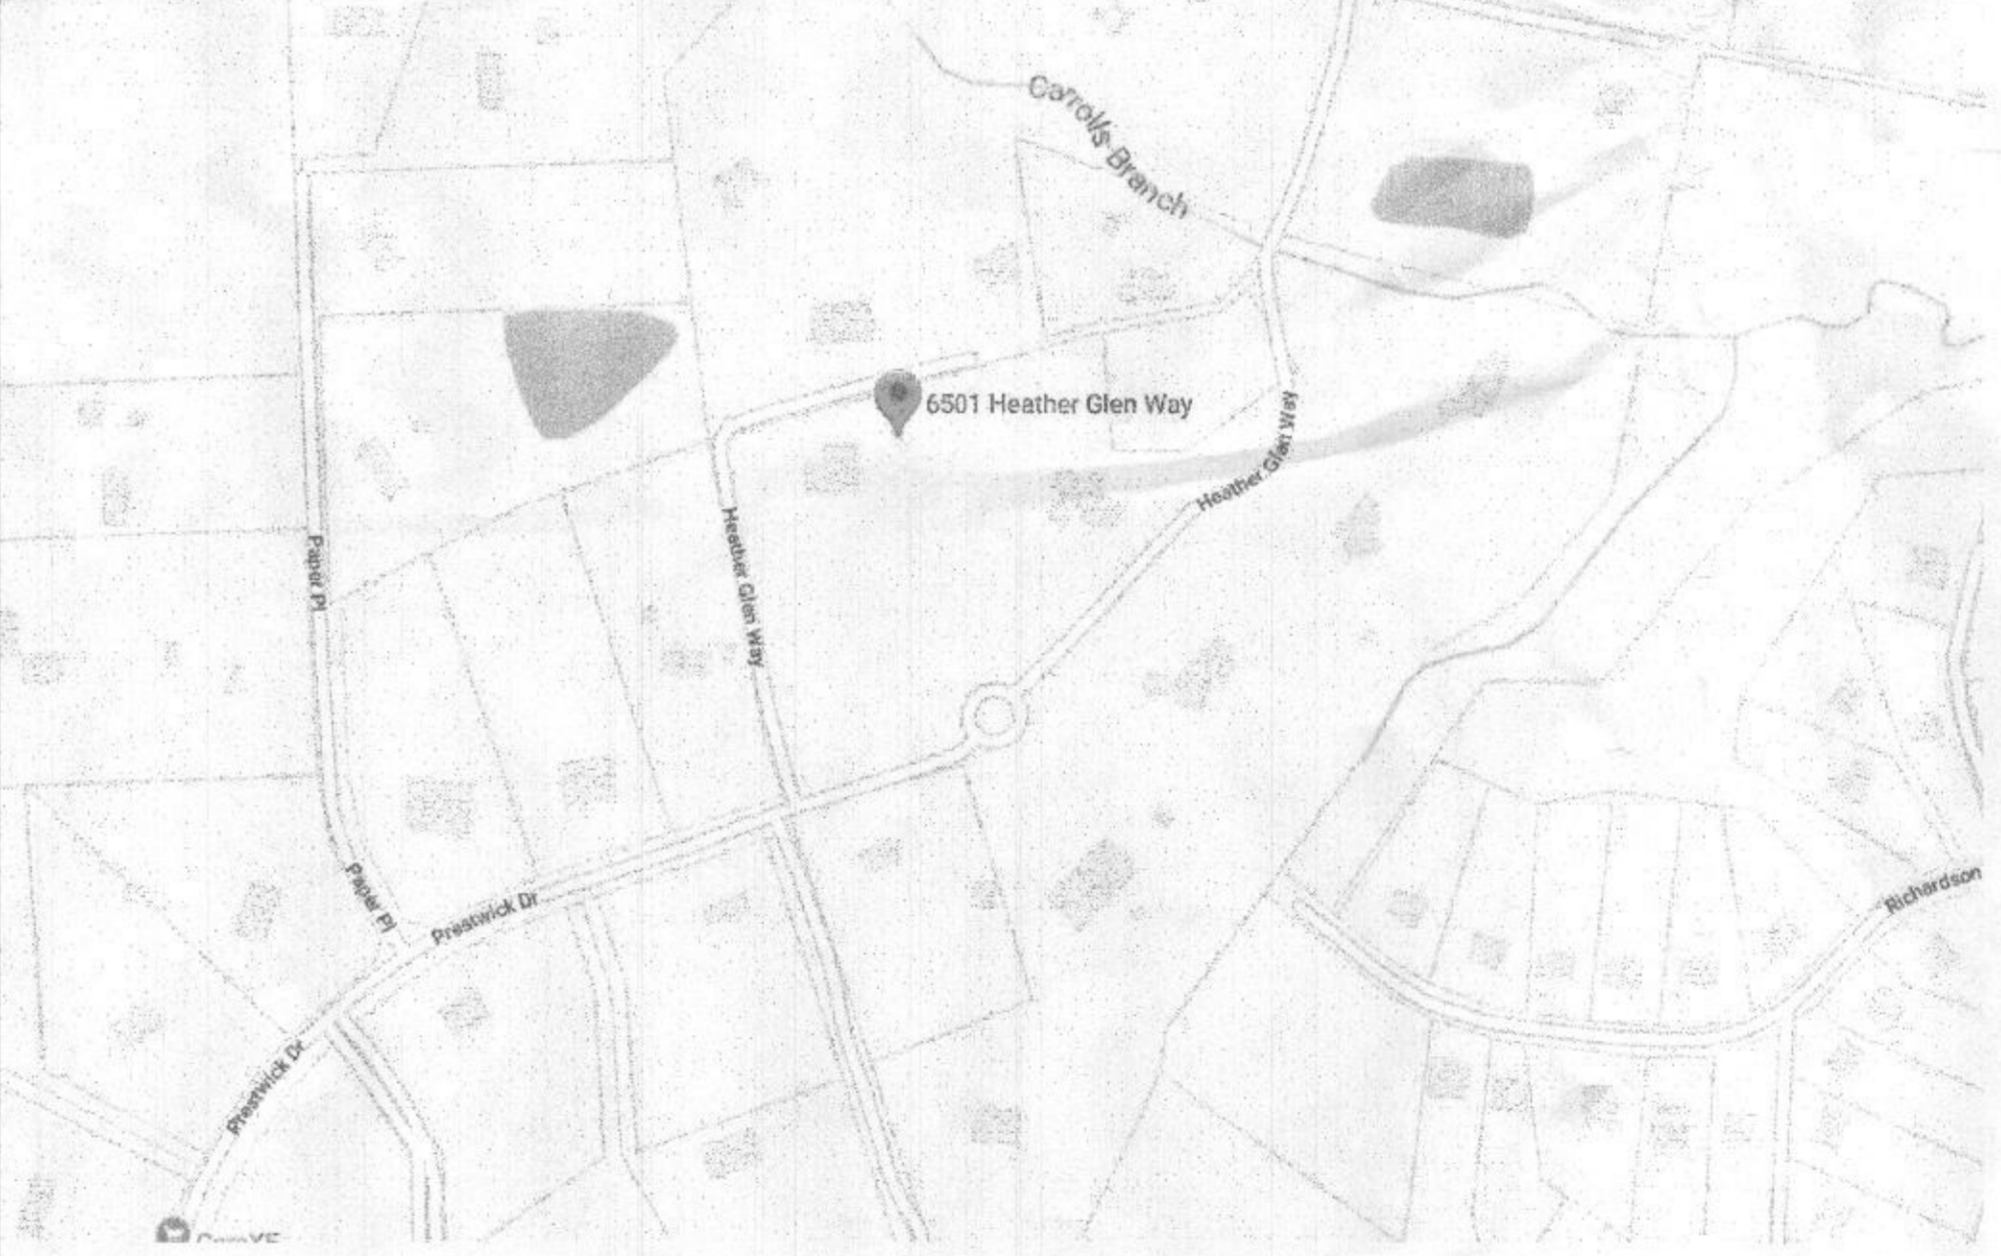 Carrolls Branch
6501 Heather Glen Way
Heather Glen Way
Heather Glen Way
Paper Pl
Paper Pl
Prestwick Dr
Prestwick Dr
Richardson